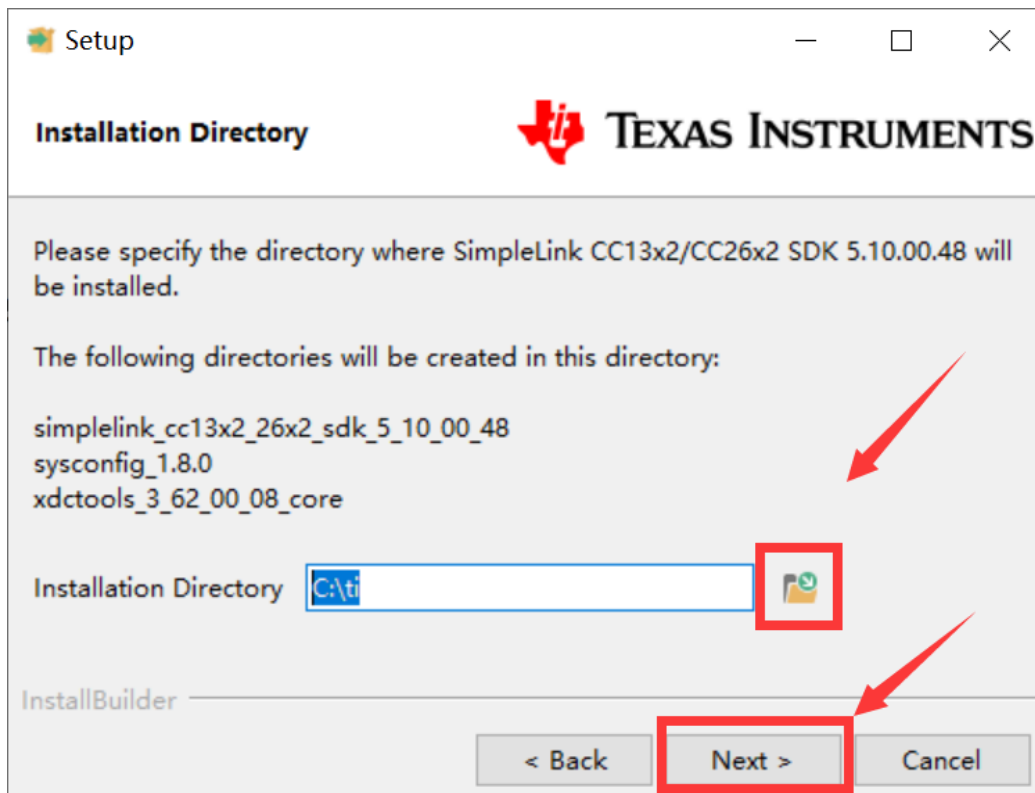 Setup
Installation Directory
TEXAS INSTRUMENTS
Please specify the directory where SimpleLink CC13x2/CC26x2 SDK 5.10.00.48 will
be installed.
The following directories will be created in this directory:
simplelink_cc13x2_26x2_sdk_5_10_00_48
sysconfig_1.8.0
xdctools_3_62_00_08_core
Installation Directory C:\ti
InstallBuilder
< Back Next > Cancel